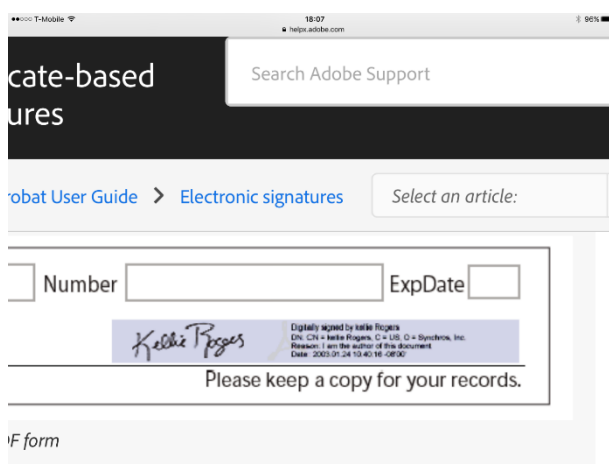 T-Mobile 18:07 96%
helpx.adobe.com
cate-based
ures
Search Adobe Support
robat User Guide > Electronic signatures
Select an article:
Number ExpDate
Kellie Rogers
Digitally signed by kellie Rogers
DN: CN = kellie Rogers, C = US, O = Synchros, Inc.
Reason: I am the author of this document
Date: 2003.01.24 10:40:16 -08'00'
Please keep a copy for your records.
F form